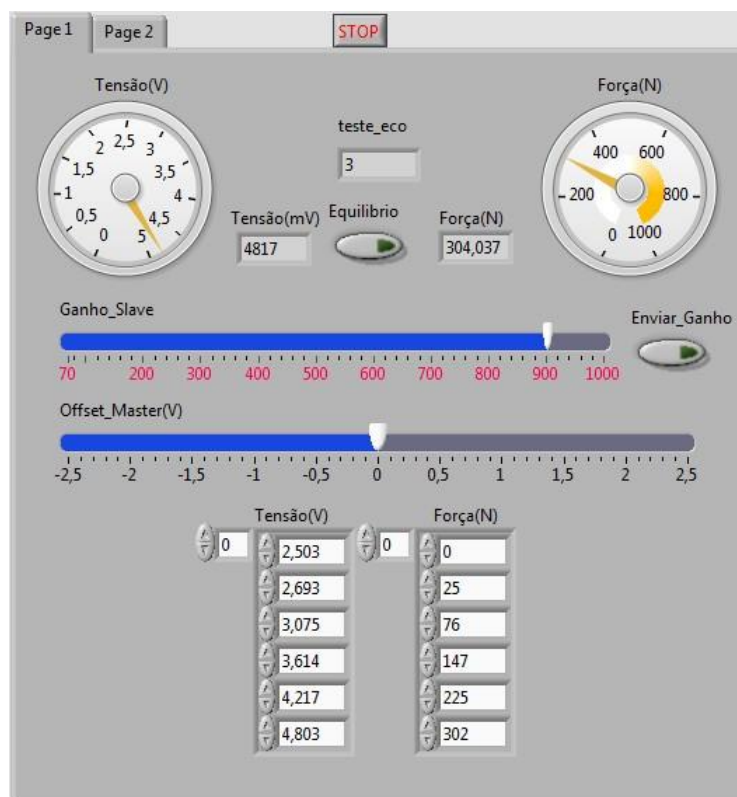 Page 1 Page 2 STOP
Tensão(V)
0 0,5 1 1,5 2 2,5 3 3,5 4 4,5 5
teste_eco
3
Força(N)
0 200 400 600 800 1000
Tensão(mV) Equilibrio Força(N)
4817 304,037
Ganho_Slave
70 200 300 400 500 600 700 800 900 1000
Enviar_Ganho
Offset_Master(V)
-2,5 -2 -1,5 -1 -0,5 0 0,5 1 1,5 2 2,5
Tensão(V) Força(N)
0 2,503 0 0
2,693 25
3,075 76
3,614 147
4,217 225
4,803 302